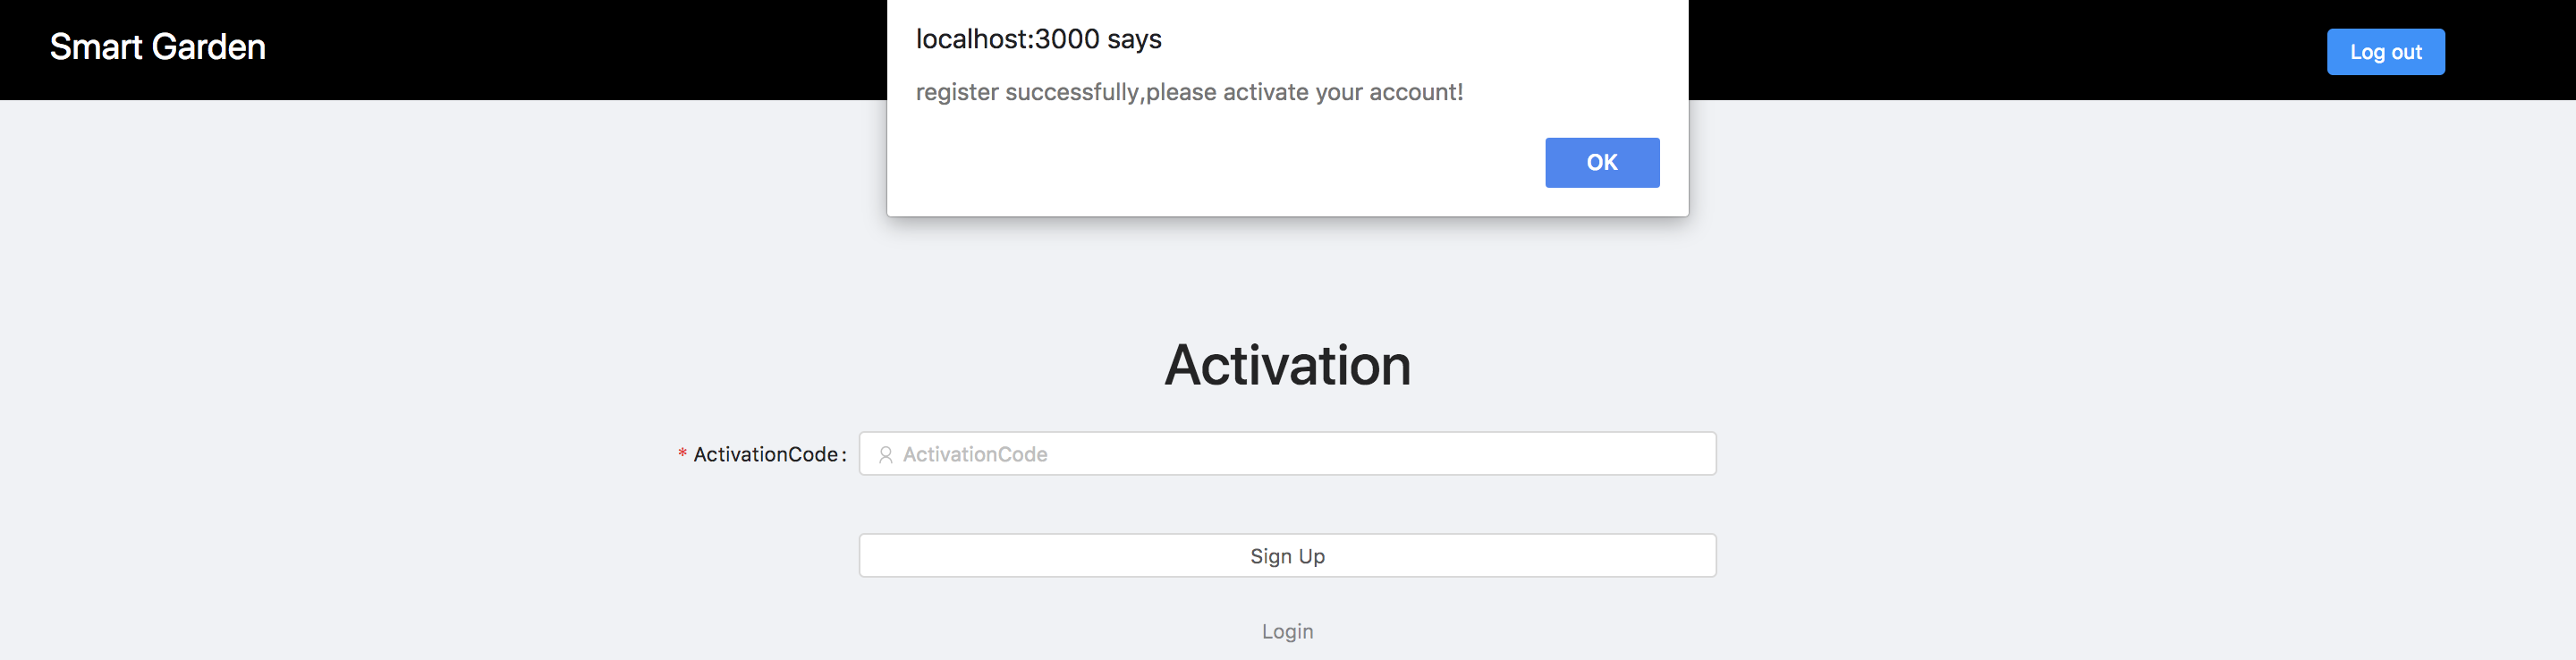 Smart Garden
localhost:3000 says
Log out
register successfully,please activate your account!
OK
Activation
* ActivationCode:
ActivationCode
Sign Up
Login